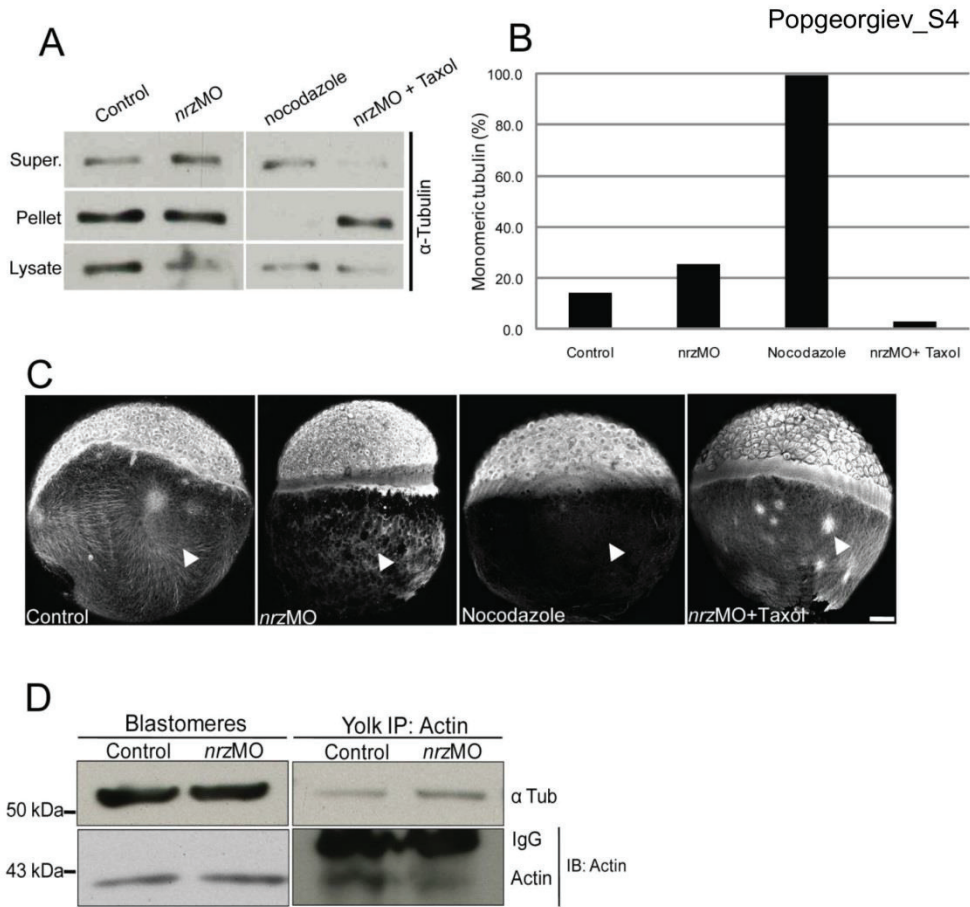 Popgeorgiev_S4
A
Control nrzMO nocodazole nrzMO + Taxol
Super.
Pellet
Lysate
α-Tubulin
B
Monomeric tubulin (%)
100.0
80.0
60.0
40.0
20.0
0.0
Control nrzMO Nocodazole nrzMO+ Taxol
C
Control nrzMO Nocodazole nrzMO+Taxol
D
Blastomeres Yolk IP: Actin
Control nrzMO Control nrzMO
50 kDa α Tub
IgG
43 kDa Actin
IB: Actin